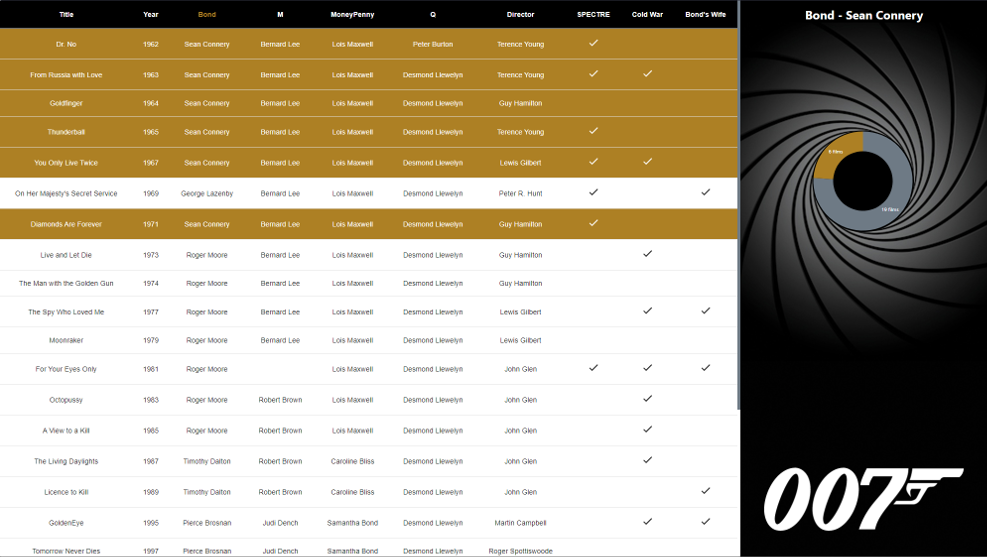 Title Year Bond M MoneyPenny Q Director SPECTRE Cold War Bond's Wife
Dr. No 1962 Sean Connery Bernard Lee Lois Maxwell Peter Burton Terence Young
From Russia with Love 1963 Sean Connery Bernard Lee Lois Maxwell Desmond Llewelyn Terence Young
Goldfinger 1964 Sean Connery Bernard Lee Lois Maxwell Desmond Llewelyn Guy Hamilton
Thunderball 1965 Sean Connery Bernard Lee Lois Maxwell Desmond Llewelyn Terence Young
You Only Live Twice 1967 Sean Connery Bernard Lee Lois Maxwell Desmond Llewelyn Lewis Gilbert
On Her Majesty's Secret Service 1969 George Lazenby Bernard Lee Lois Maxwell Desmond Llewelyn Peter R. Hunt
Diamonds Are Forever 1971 Sean Connery Bernard Lee Lois Maxwell Desmond Llewelyn Guy Hamilton
Live and Let Die 1973 Roger Moore Bernard Lee Lois Maxwell Desmond Llewelyn Guy Hamilton
The Man with the Golden Gun 1974 Roger Moore Bernard Lee Lois Maxwell Desmond Llewelyn Guy Hamilton
The Spy Who Loved Me 1977 Roger Moore Bernard Lee Lois Maxwell Desmond Llewelyn Lewis Gilbert
Moonraker 1979 Roger Moore Bernard Lee Lois Maxwell Desmond Llewelyn Lewis Gilbert
For Your Eyes Only 1981 Roger Moore Lois Maxwell Desmond Llewelyn John Glen
Octopussy 1983 Roger Moore Robert Brown Lois Maxwell Desmond Llewelyn John Glen
A View to a Kill 1985 Roger Moore Robert Brown Lois Maxwell Desmond Llewelyn John Glen
The Living Daylights 1987 Timothy Dalton Robert Brown Caroline Bliss Desmond Llewelyn John Glen
Licence to Kill 1989 Timothy Dalton Robert Brown Caroline Bliss Desmond Llewelyn John Glen
GoldenEye 1995 Pierce Brosnan Judi Dench Samantha Bond Desmond Llewelyn Martin Campbell
Tomorrow Never Dies 1997 Pierce Brosnan Judi Dench Samantha Bond Desmond Llewelyn Roger Spottiswoode
Bond - Sean Connery
films
films
007